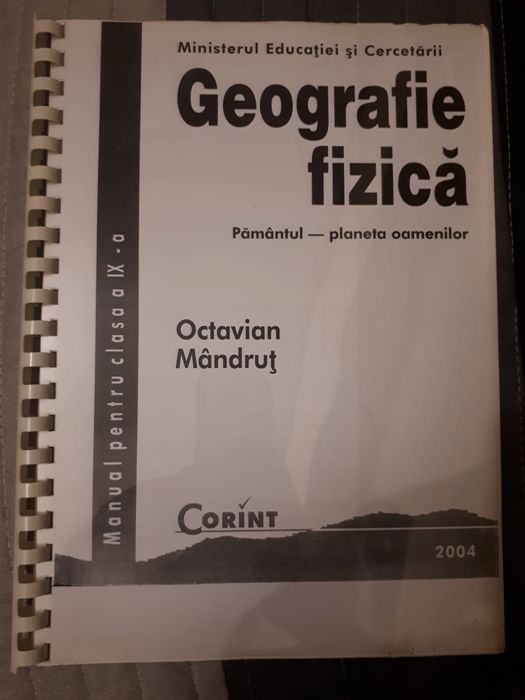 Ministerul Educaţiei şi Cercetării
Geografie
fizică
Pământul — planeta oamenilor
Manual pentru clasa a IX - a
Octavian
Mândruţ
CORINT
2004